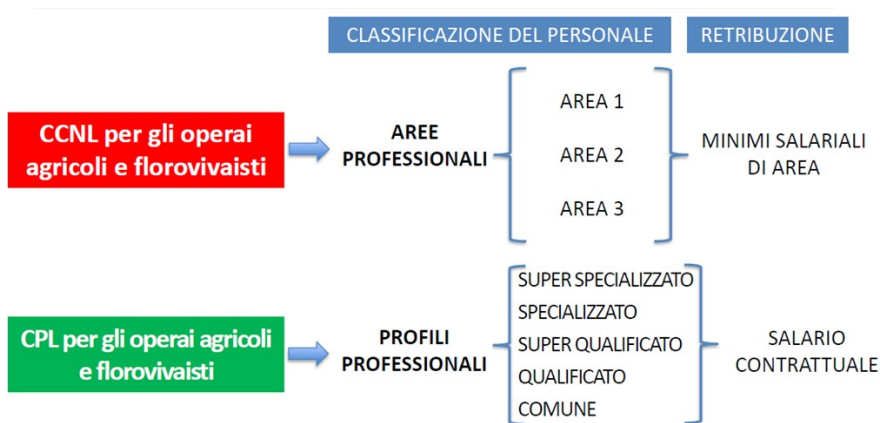 CLASSIFICAZIONE DEL PERSONALE
RETRIBUZIONE
CCNL per gli operai
agricoli e florovivaisti
AREE
PROFESSIONALI
AREA 1
AREA 2
AREA 3
MINIMI SALARIALI
DI AREA
CPL per gli operai agricoli
e florovivaisti
PROFILI
PROFESSIONALI
SUPER SPECIALIZZATO
SPECIALIZZATO
SUPER QUALIFICATO
QUALIFICATO
COMUNE
SALARIO
CONTRATTUALE